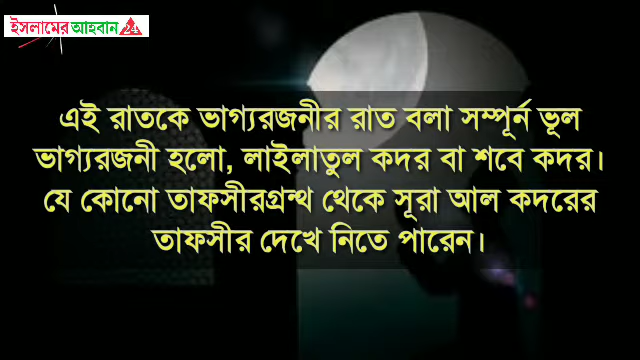 ইসলামের আহবান 24
এই রাতকে ভাগ্যরজনীর রাত বলা সম্পূর্ন ভূল
ভাগ্যরজনী হলো, লাইলাতুল কদর বা শবে কদর।
যে কোনো তাফসীরগ্রন্থ থেকে সূরা আল কদরের
তাফসীর দেখে নিতে পারেন।